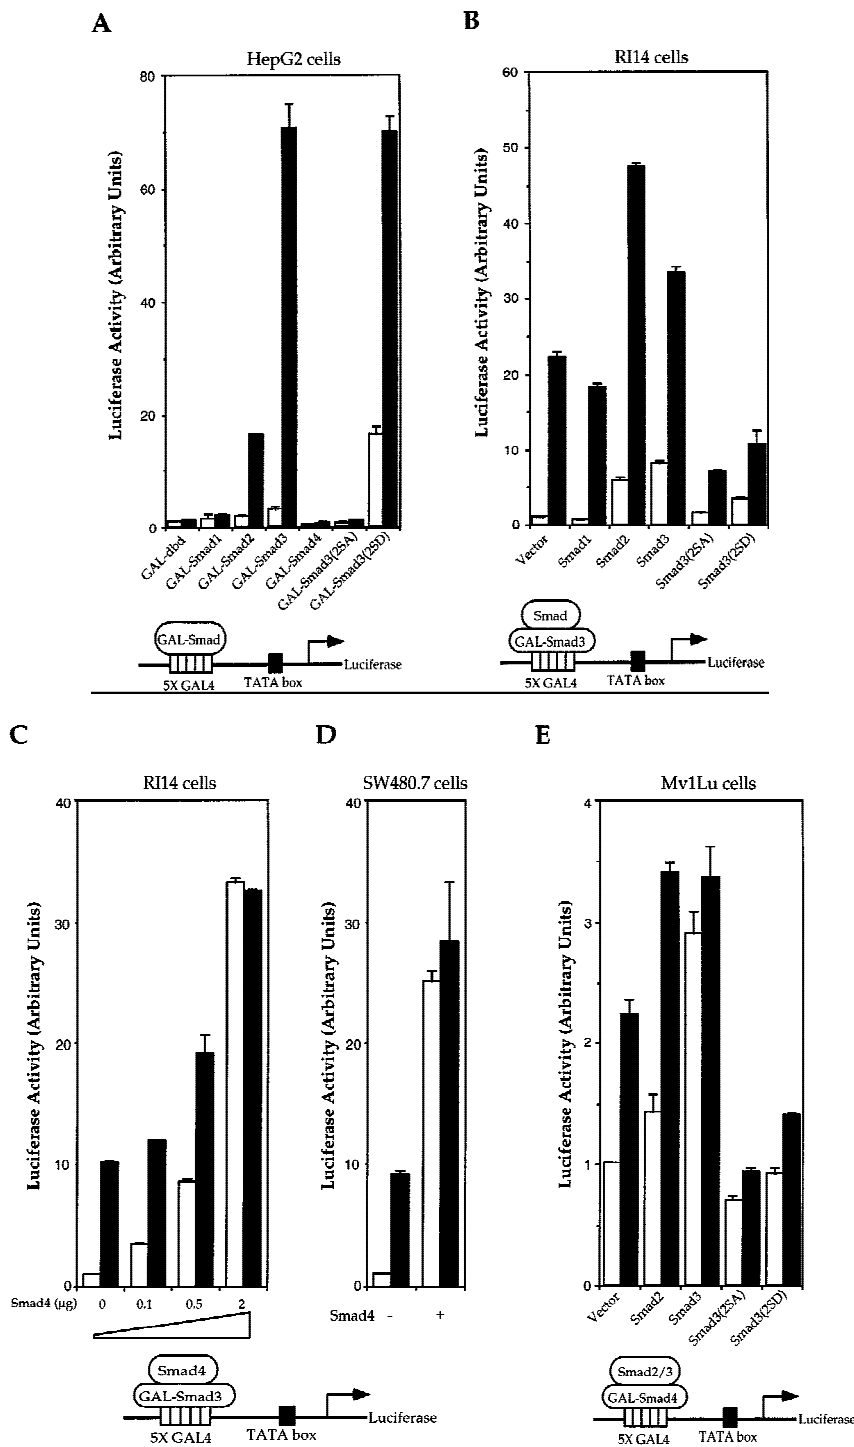 A
HepG2 cells
Luciferase Activity (Arbitrary Units)
80
60
40
20
0
GAL-dbd
GAL-Smad1
GAL-Smad2
GAL-Smad3
GAL-Smad4
GAL-Smad3(2SA)
GAL-Smad3(2SD)
GAL-Smad
5X GAL4
TATA box
Luciferase
B
RI14 cells
Luciferase Activity (Arbitrary Units)
60
50
40
30
20
10
0
Vector
Smad1
Smad2
Smad3
Smad3(2SA)
Smad3(2SD)
Smad
GAL-Smad3
5X GAL4
TATA box
Luciferase
C
RI14 cells
Luciferase Activity (Arbitrary Units)
40
30
20
10
0
Smad4 (µg) 0 0.1 0.5 2
Smad4
GAL-Smad3
5X GAL4
TATA box
Luciferase
D
SW480.7 cells
Luciferase Activity (Arbitrary Units)
40
30
20
10
0
Smad4 - +
E
Mv1Lu cells
Luciferase Activity (Arbitrary Units)
4
3
2
1
0
Vector
Smad2
Smad3
Smad3(2SA)
Smad3(2SD)
Smad2/3
GAL-Smad4
5X GAL4
TATA box
Luciferase